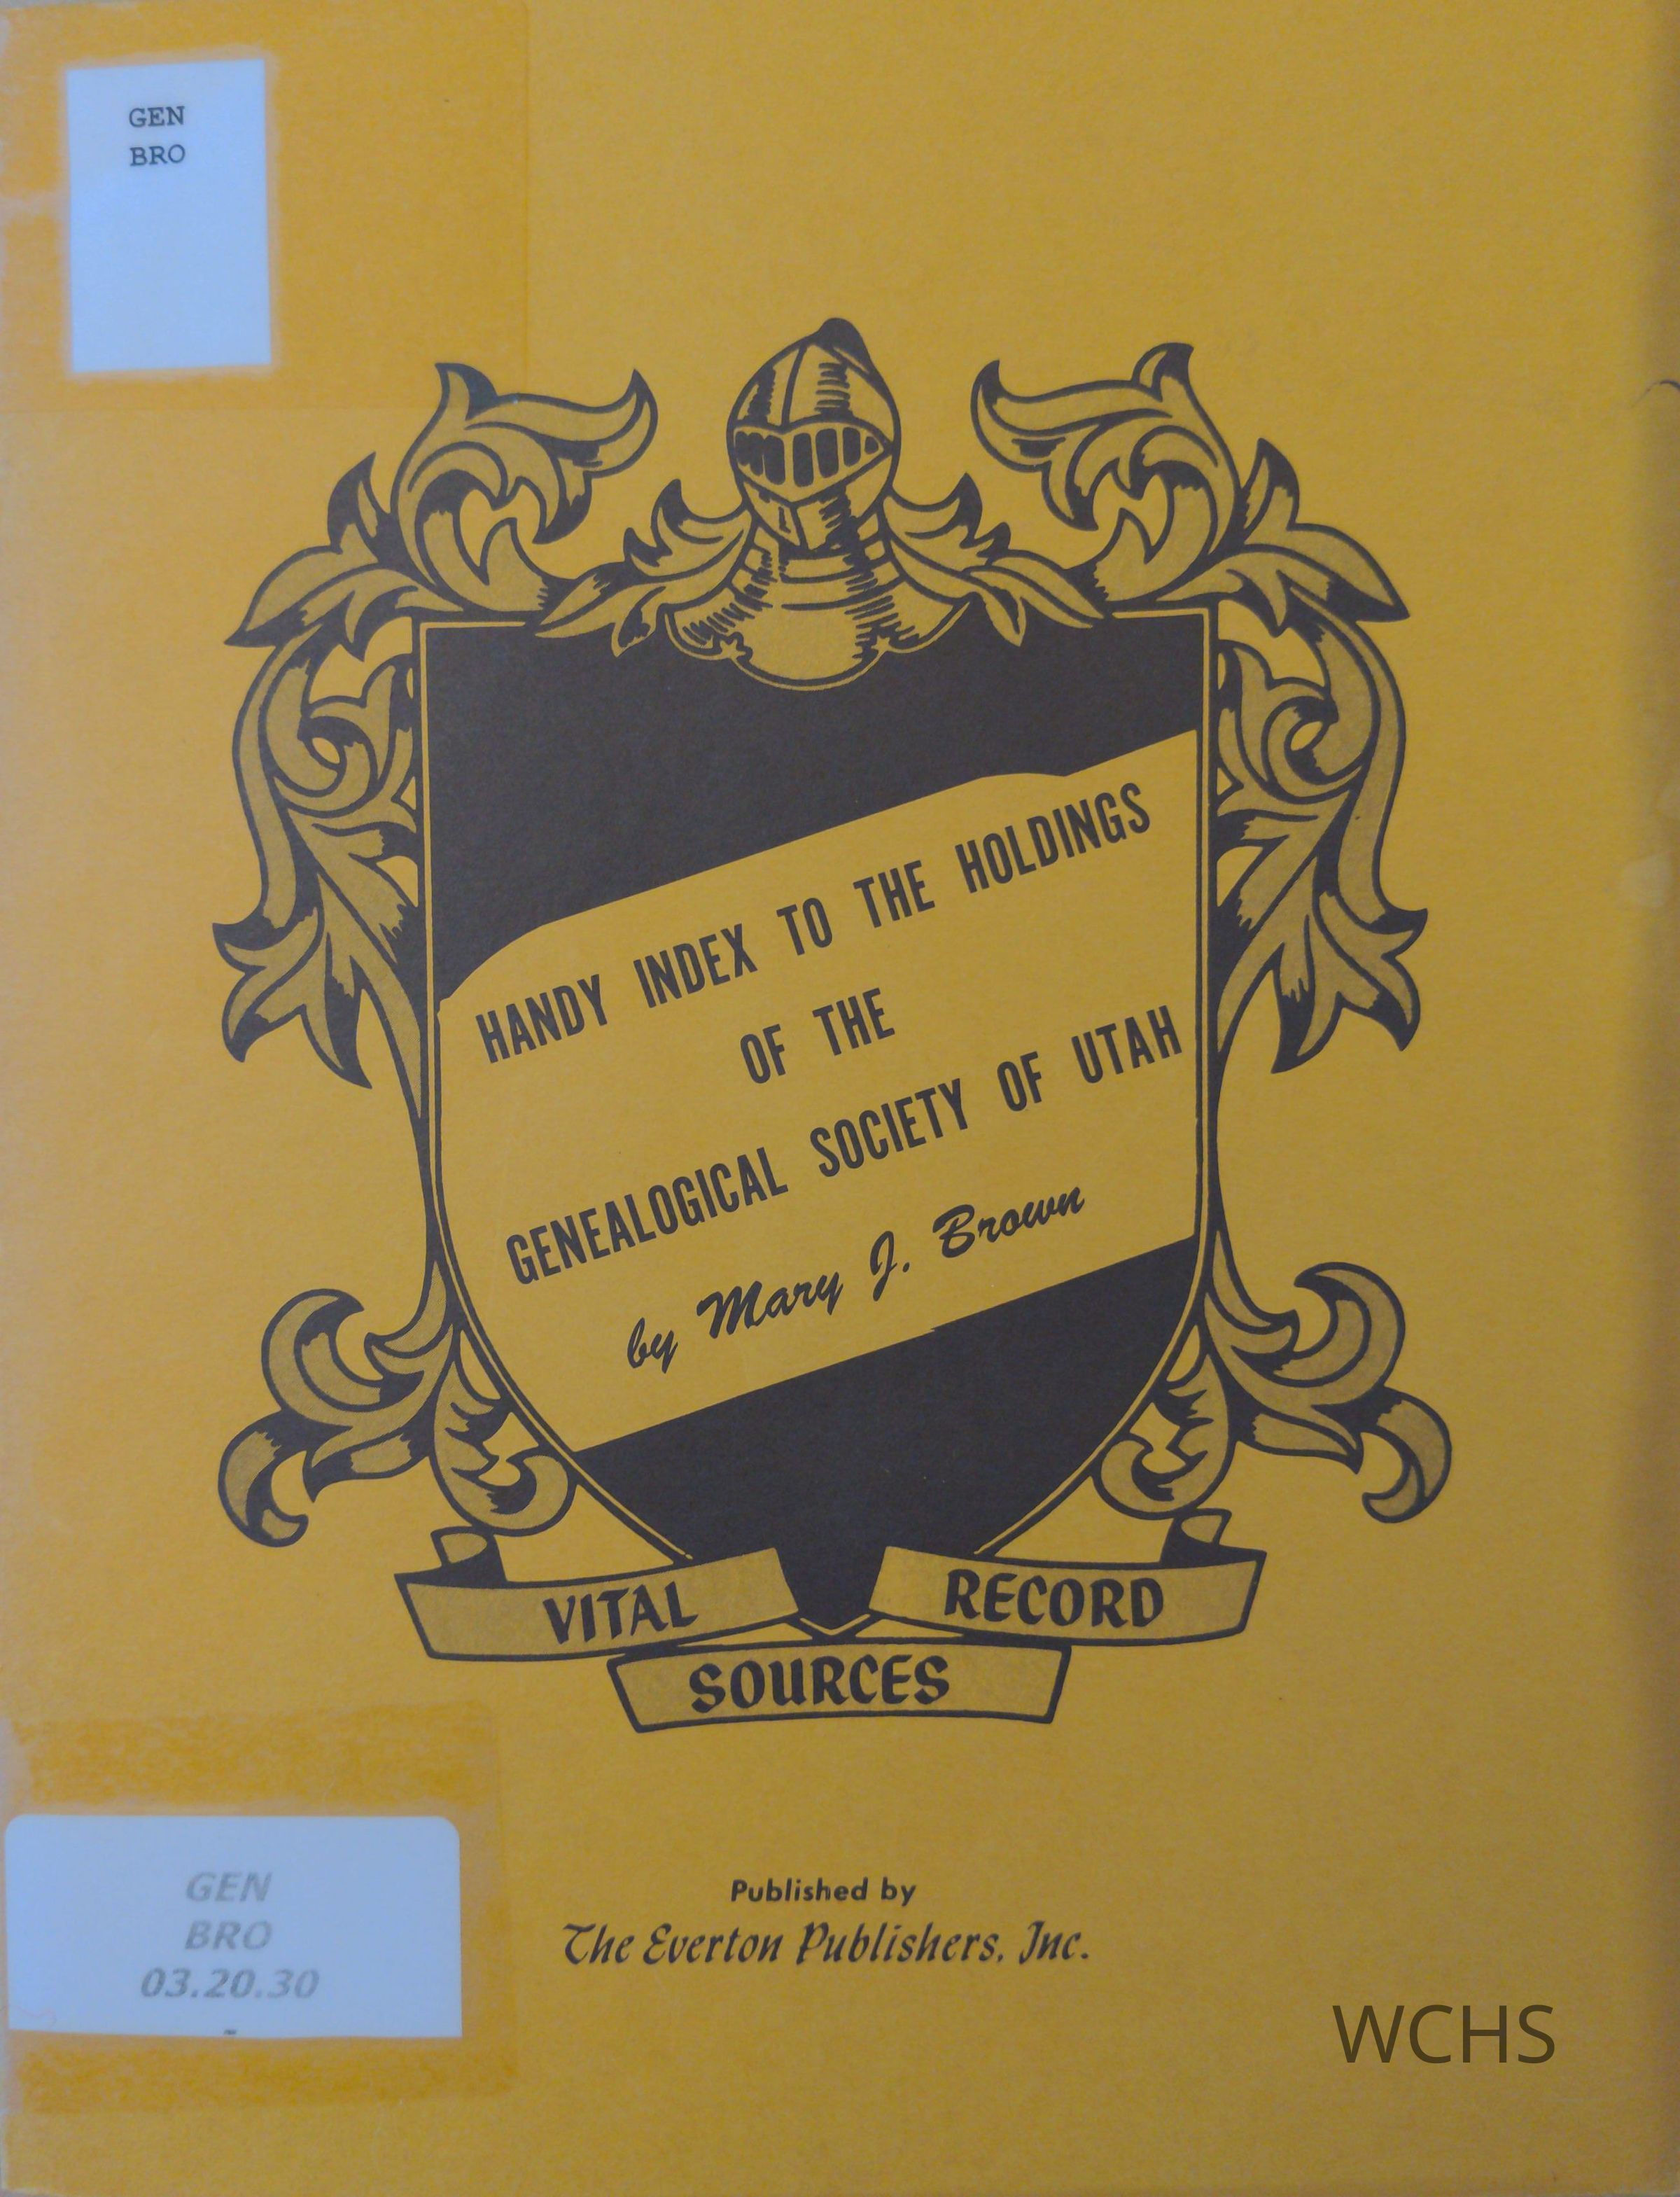 GEN
BRO
HANDY INDEX TO THE HOLDINGS
OF THE
GENEALOGICAL SOCIETY OF UTAH
by Mary J. Brown
VITAL RECORD
SOURCES
Published by
The Everton Publishers, Inc.
GEN
BRO
03.20.30
WCHS